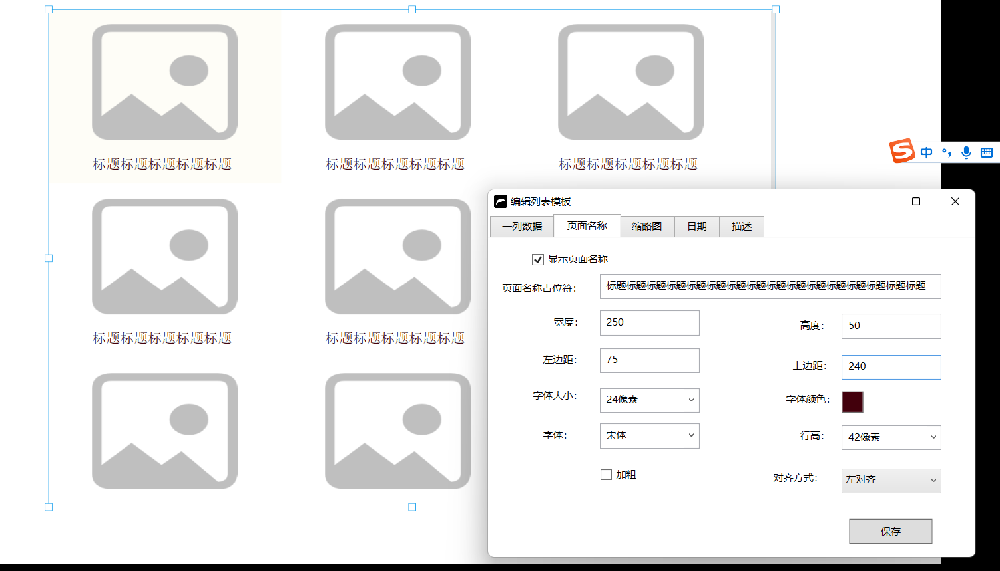 标题标题标题标题标题
标题标题标题标题标题
标题标题标题标题标题
中
标题标题标题标题标题
标题标题标题标题标题
编辑列表模板
一列数据
页面名称
缩略图
日期
描述
显示页面名称
页面名称占位符：
标题标题标题标题标题标题标题标题标题标题标题标题标题标题标题标题
宽度：
250
高度：
50
左边距：
75
上边距：
240
字体大小：
24像素
字体颜色：
字体：
宋体
行高：
42像素
加粗
对齐方式：
左对齐
保存